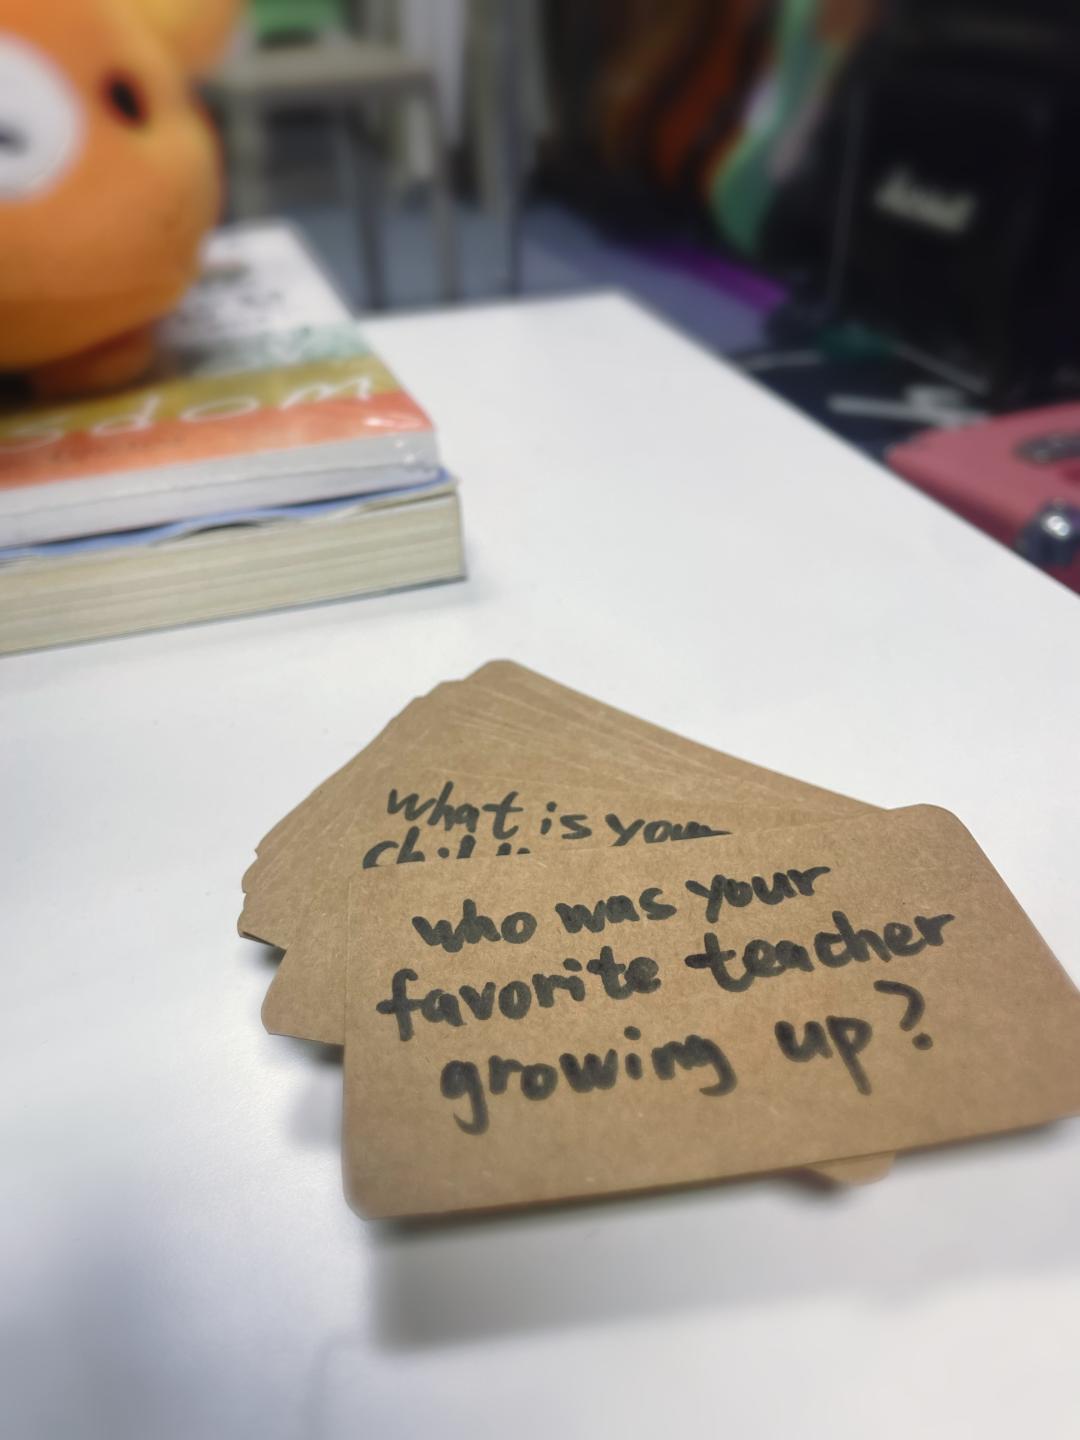 what is your
who was your
favorite teacher
growing up?